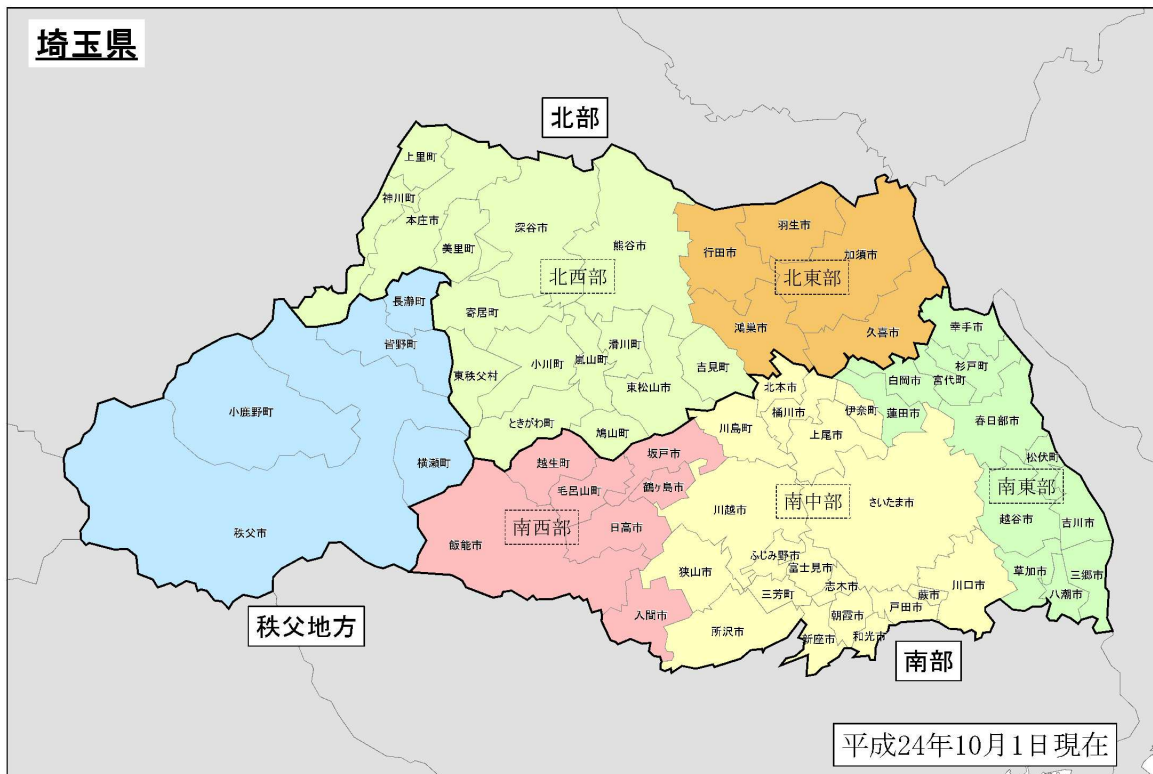 埼玉県
北部
上里町
神川町
本庄市
美里町
深谷市
熊谷市
北西部
寄居町
小川町
嵐山町
滑川町
吉見町
東秩父村
東松山市
ときがわ町
鳩山町
行田市
羽生市
加須市
北東部
鴻巣市
久喜市
長瀞町
皆野町
小鹿野町
横瀬町
秩父市
秩父地方
越生町
坂戸市
毛呂山町
鶴ヶ島市
南西部
日高市
飯能市
入間市
北本市
桶川市
伊奈町
川島町
上尾市
川越市
南中部
さいたま市
ふじみ野市
富士見市
狭山市
三芳町
志木市
所沢市
朝霞市
新座市
和光市
戸田市
蕨市
川口市
幸手市
杉戸町
白岡市
宮代町
蓮田市
春日部市
松伏町
南東部
越谷市
吉川市
草加市
三郷市
八潮市
南部
平成24年10月1日現在